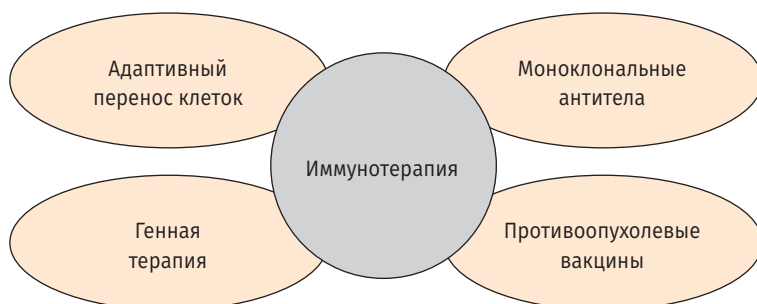 Адаптивный
перенос клеток
Моноклональные
антитела
Иммунотерапия
Генная
терапия
Противоопухолевые
вакцины